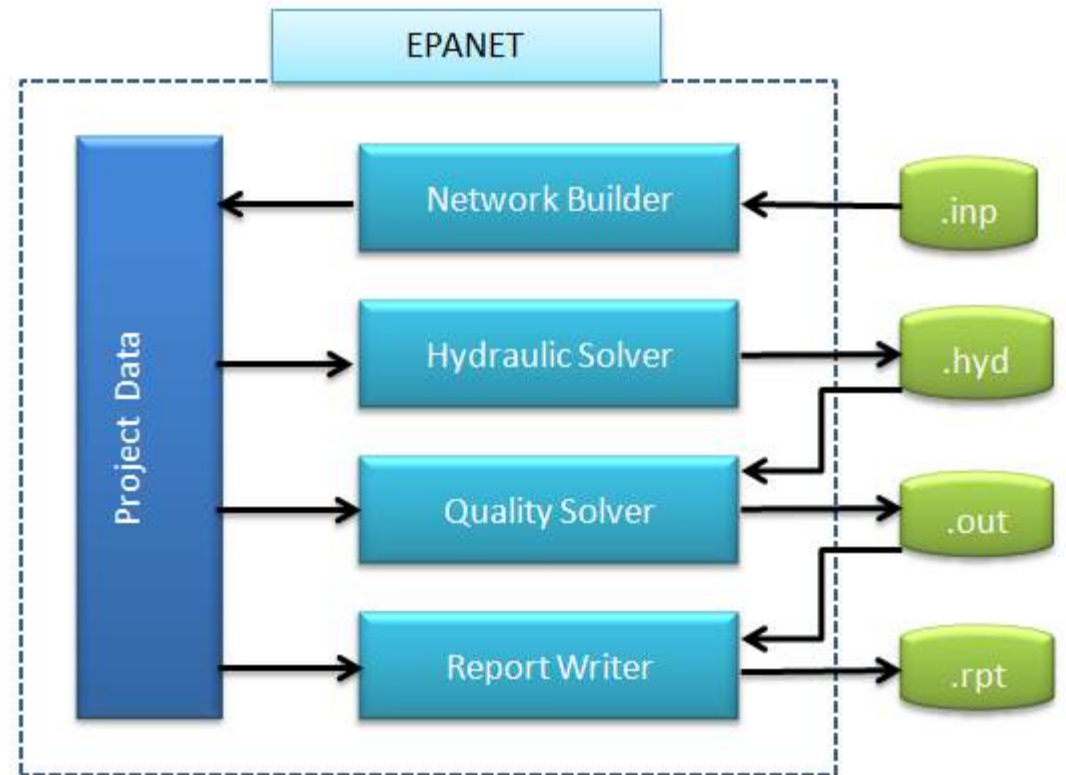 EPANET
Project Data
Network Builder
.inp
Hydraulic Solver
.hyd
Quality Solver
.out
Report Writer
.rpt